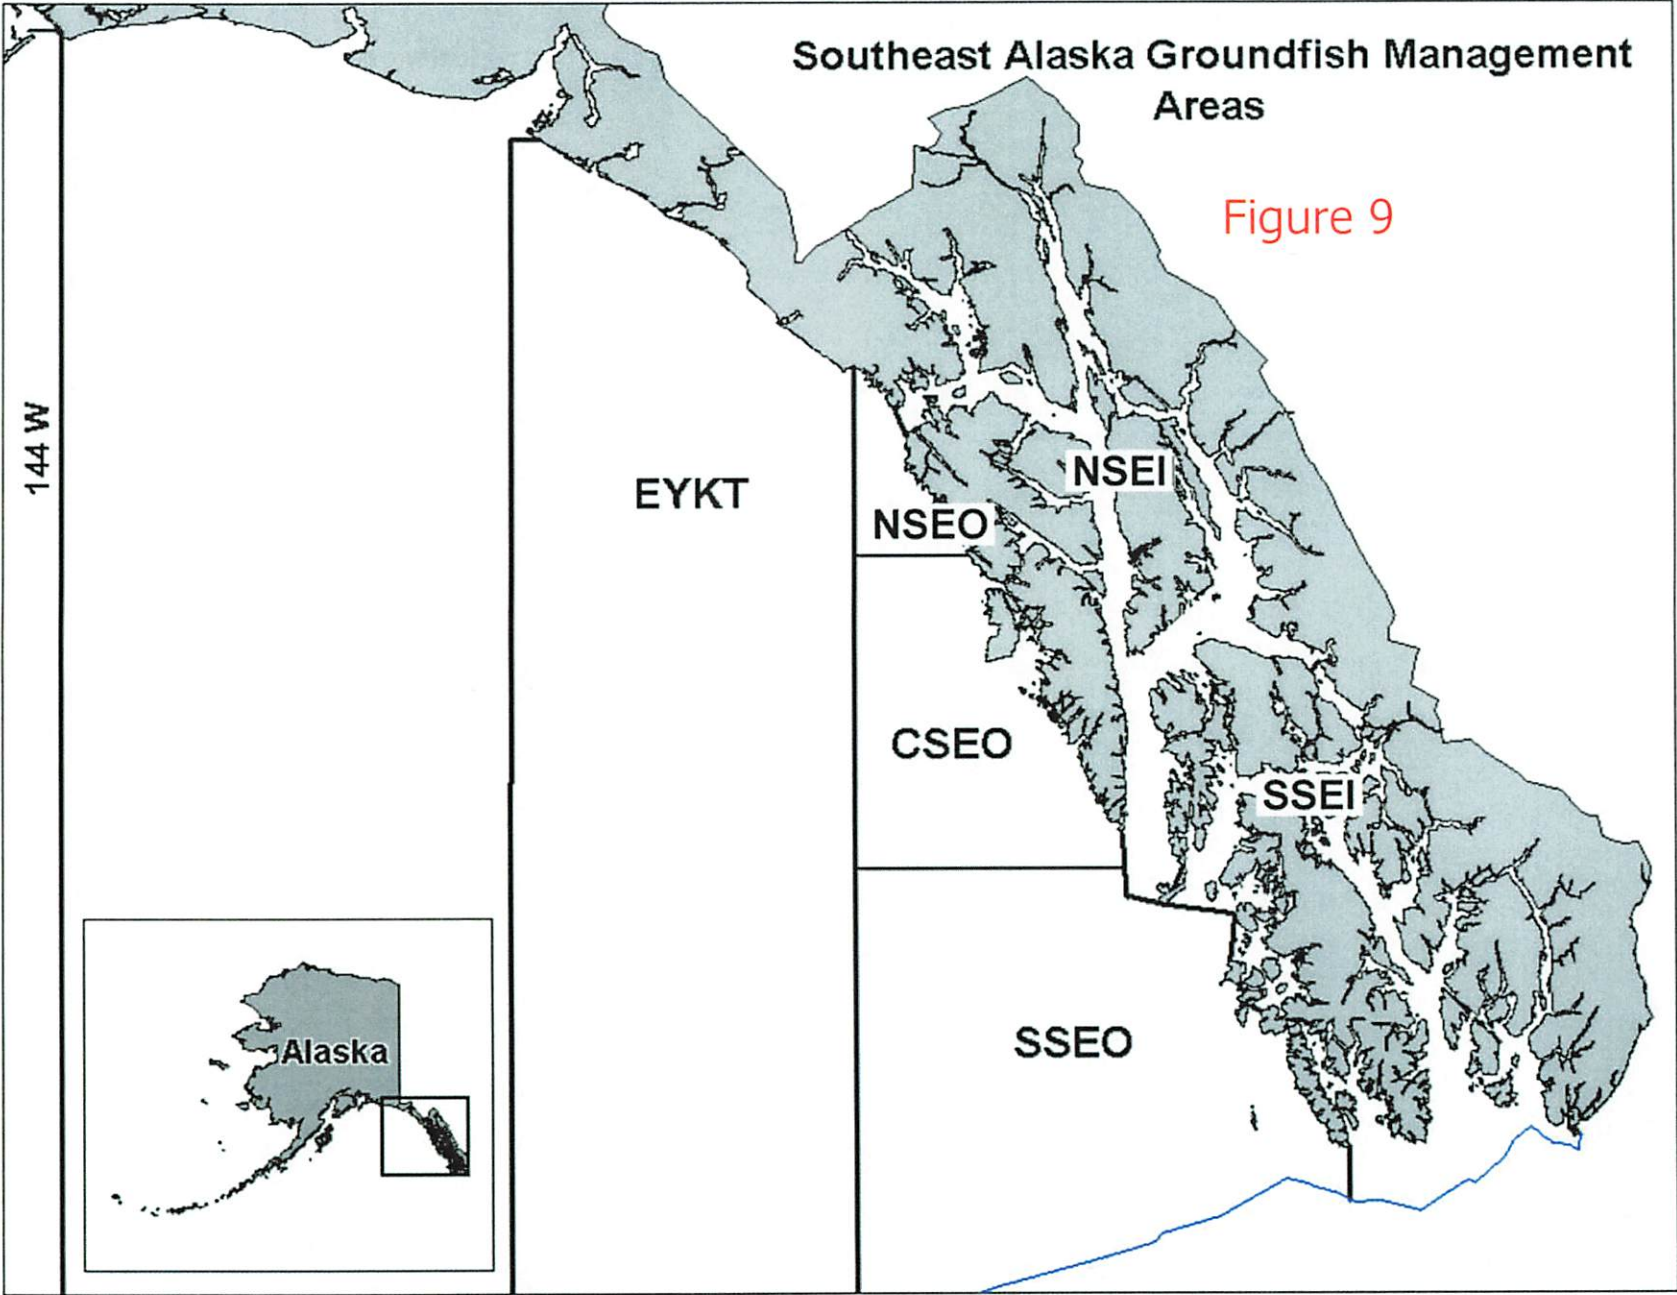 Southeast Alaska Groundfish Management
Areas
Figure 9
144 W
EYKT
NSEI
NSEO
CSEO
SSEI
SSEO
Alaska